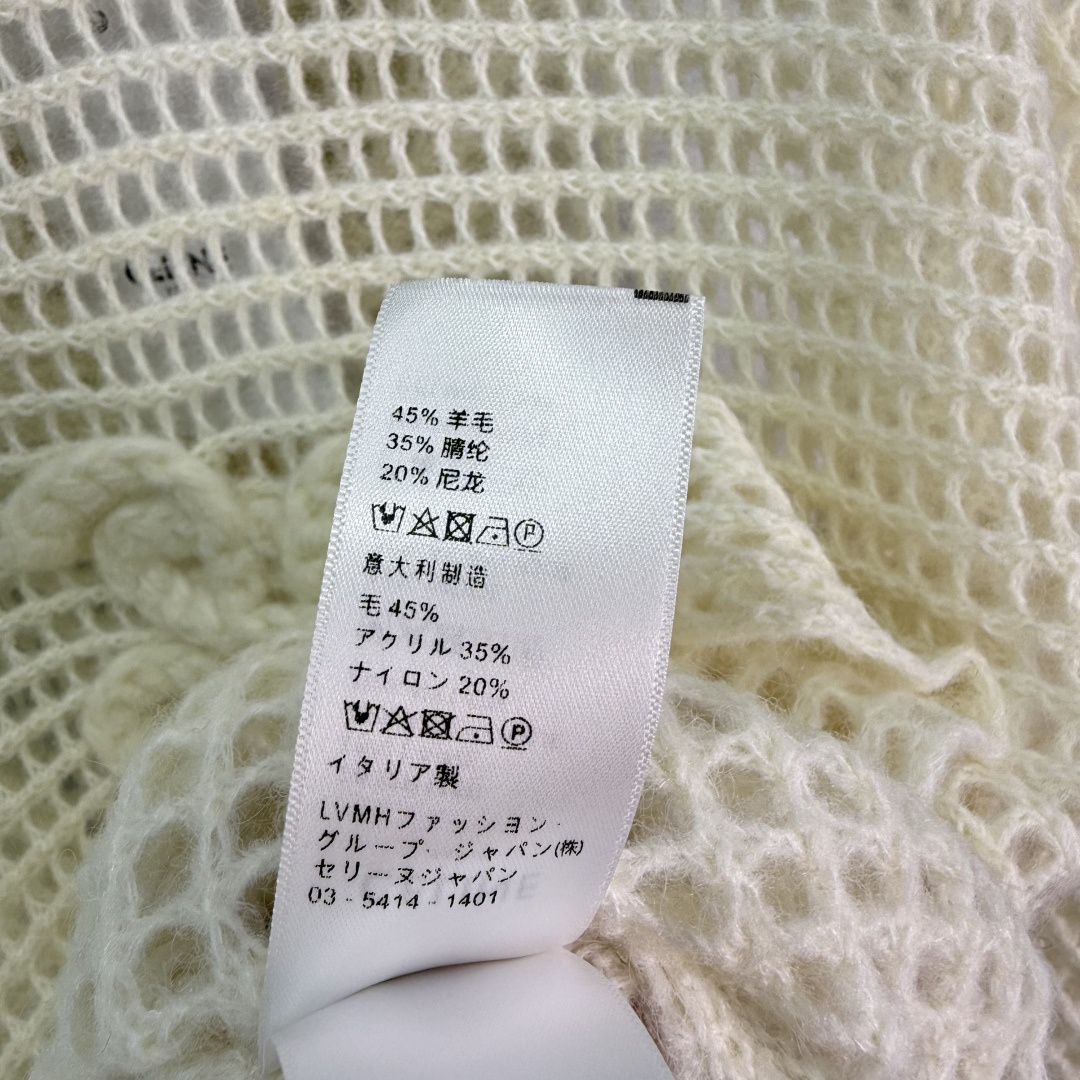 45% 羊毛
35% 腈纶
20% 尼龙
P
意大利制造
毛 45%
アクリル 35%
ナイロン 20%
P
イタリア製
LVMHファッション・
グループ・ジャパン(株)
セリーヌジャパン
03 - 5414 - 1401